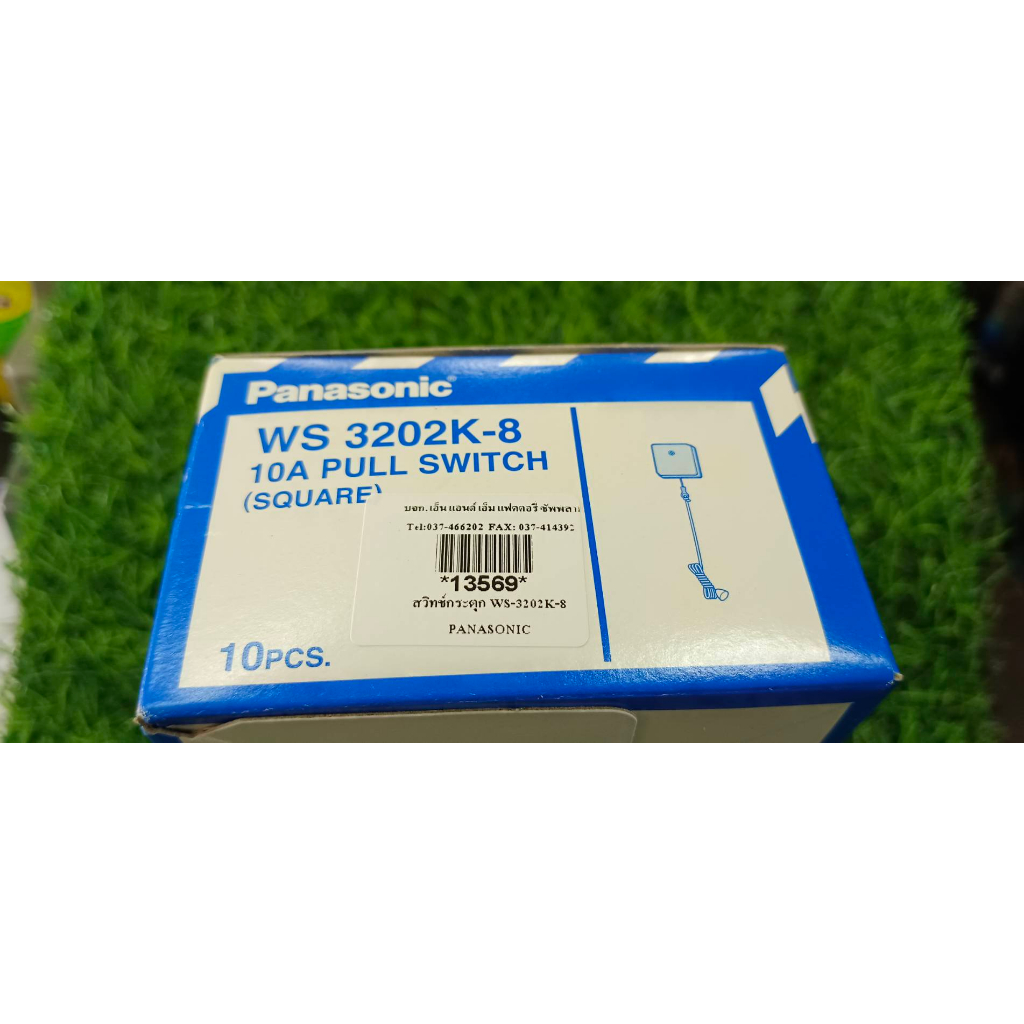 Panasonic
WS 3202K-8
10A PULL SWITCH
(SQUARE)
บจก. เอ็น แอนด์ เอ็ม แฟคตอรี่ ซัพพลาย
Tel:037-466202 FAX: 037-414392
*13569*
สวิทช์กระตุก WS-3202K-8
PANASONIC
10PCS.